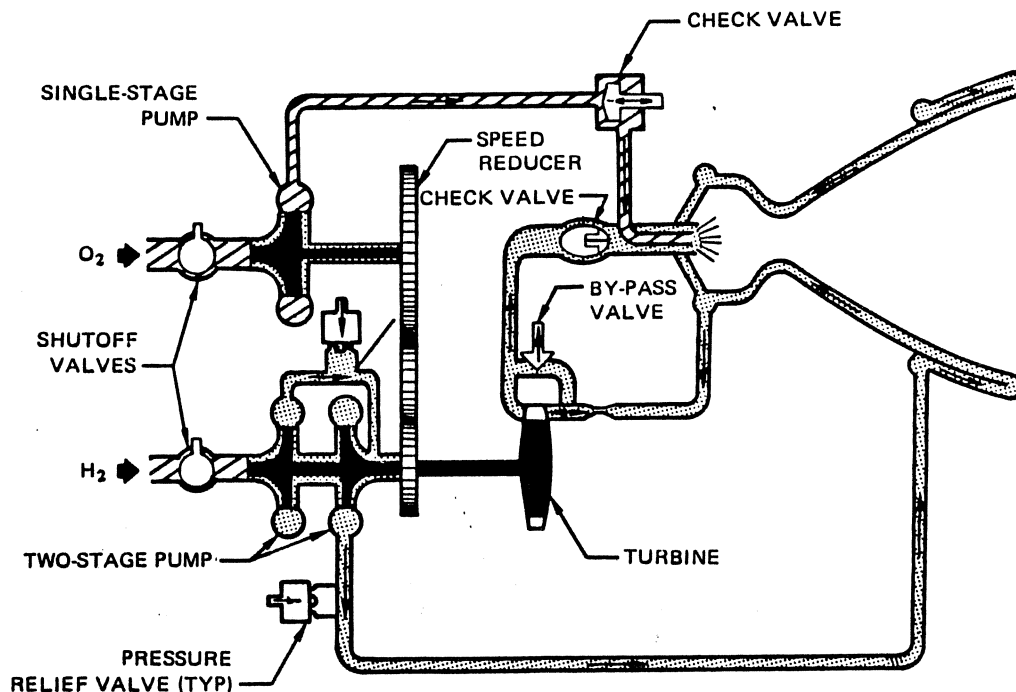 CHECK VALVE
SINGLE-STAGE
PUMP
SPEED
REDUCER
CHECK VALVE
O₂
BY-PASS
VALVE
SHUTOFF
VALVES
H₂
TWO-STAGE PUMP
TURBINE
PRESSURE
RELIEF VALVE (TYP)